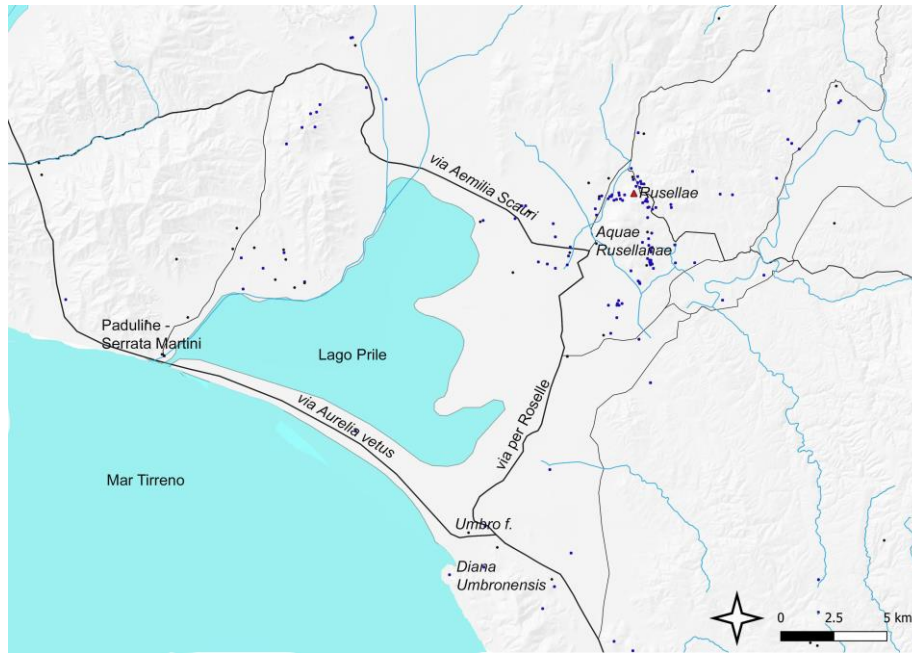 via Aemilia Scauri
Rusellae
Aquae
Rusellanae
Paduline -
Serrata Martini
Lago Prile
via Aurelia vetus
via per Roselle
Mar Tirreno
Umbro f.
Diana
Umbronensis
0 2.5 5 km